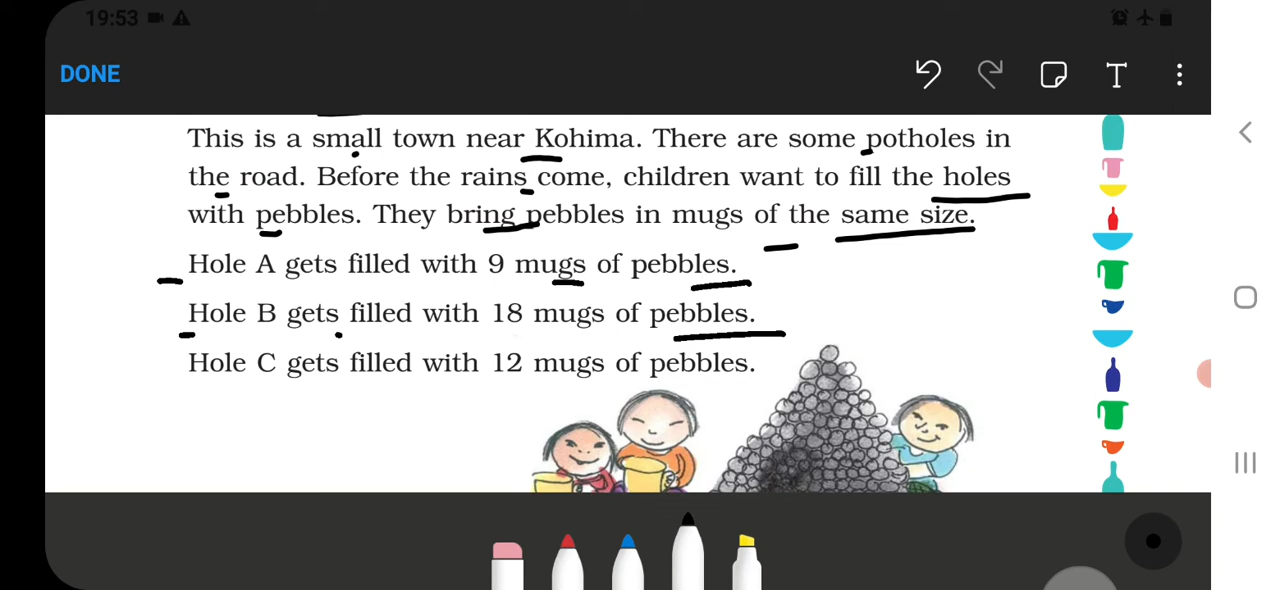 19:53
DONE
T
This is a small town near Kohima. There are some potholes in
the road. Before the rains come, children want to fill the holes
with pebbles. They bring pebbles in mugs of the same size.
Hole A gets filled with 9 mugs of pebbles.
Hole B gets filled with 18 mugs of pebbles.
Hole C gets filled with 12 mugs of pebbles.